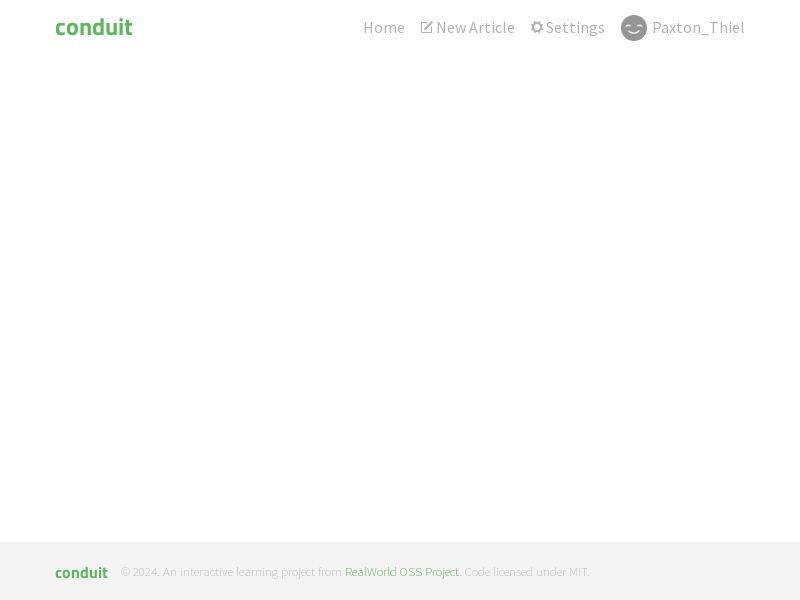 conduit
Home New Article Settings Paxton_Thiel
conduit © 2024. An interactive learning project from RealWorld OSS Project. Code licensed under MIT.